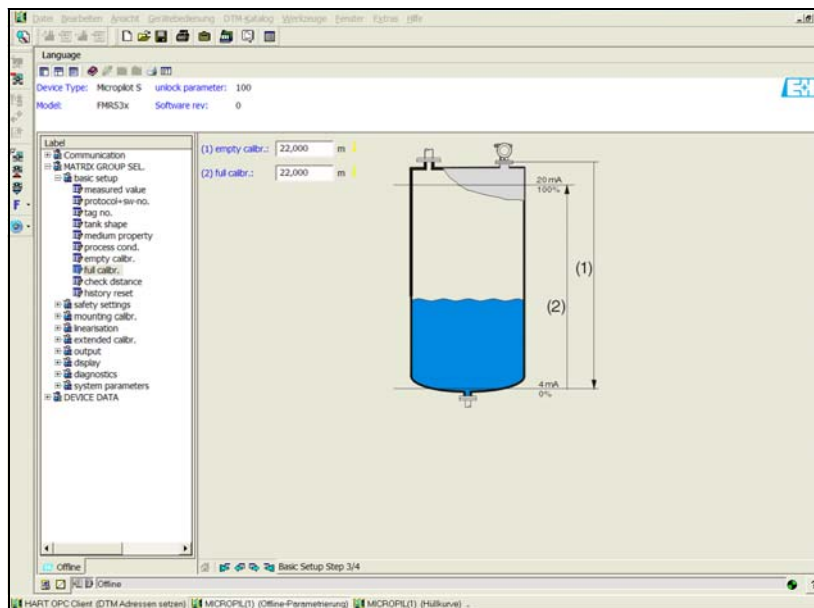 Datei Bearbeiten Ansicht Gerätebedienung DTM-Katalog Werkzeuge Fenster Extras Hilfe
Language
Device Type: Micropilot S unlock parameter: 100
Model: FMR53x Software rev: 0
E+H
Label
Communication
MATRIX GROUP SEL.
basic setup
measured value
protocol+sw-no.
tag no.
tank shape
medium property
process cond.
empty calibr.
full calibr.
check distance
history reset
safety settings
mounting calibr.
linearisation
extended calibr.
output
display
diagnostics
system parameters
DEVICE DATA
F
(1) empty calibr.: 22,000 m
(2) full calibr.: 22,000 m
20 mA
100%
(1)
(2)
4 mA
0%
Offline
Basic Setup Step 3/4
Offline
HART OPC Client (DTM Adressen setzen) MICROPIL(1) (Offline-Parametrierung) MICROPIL(1) (Hüllkurve)